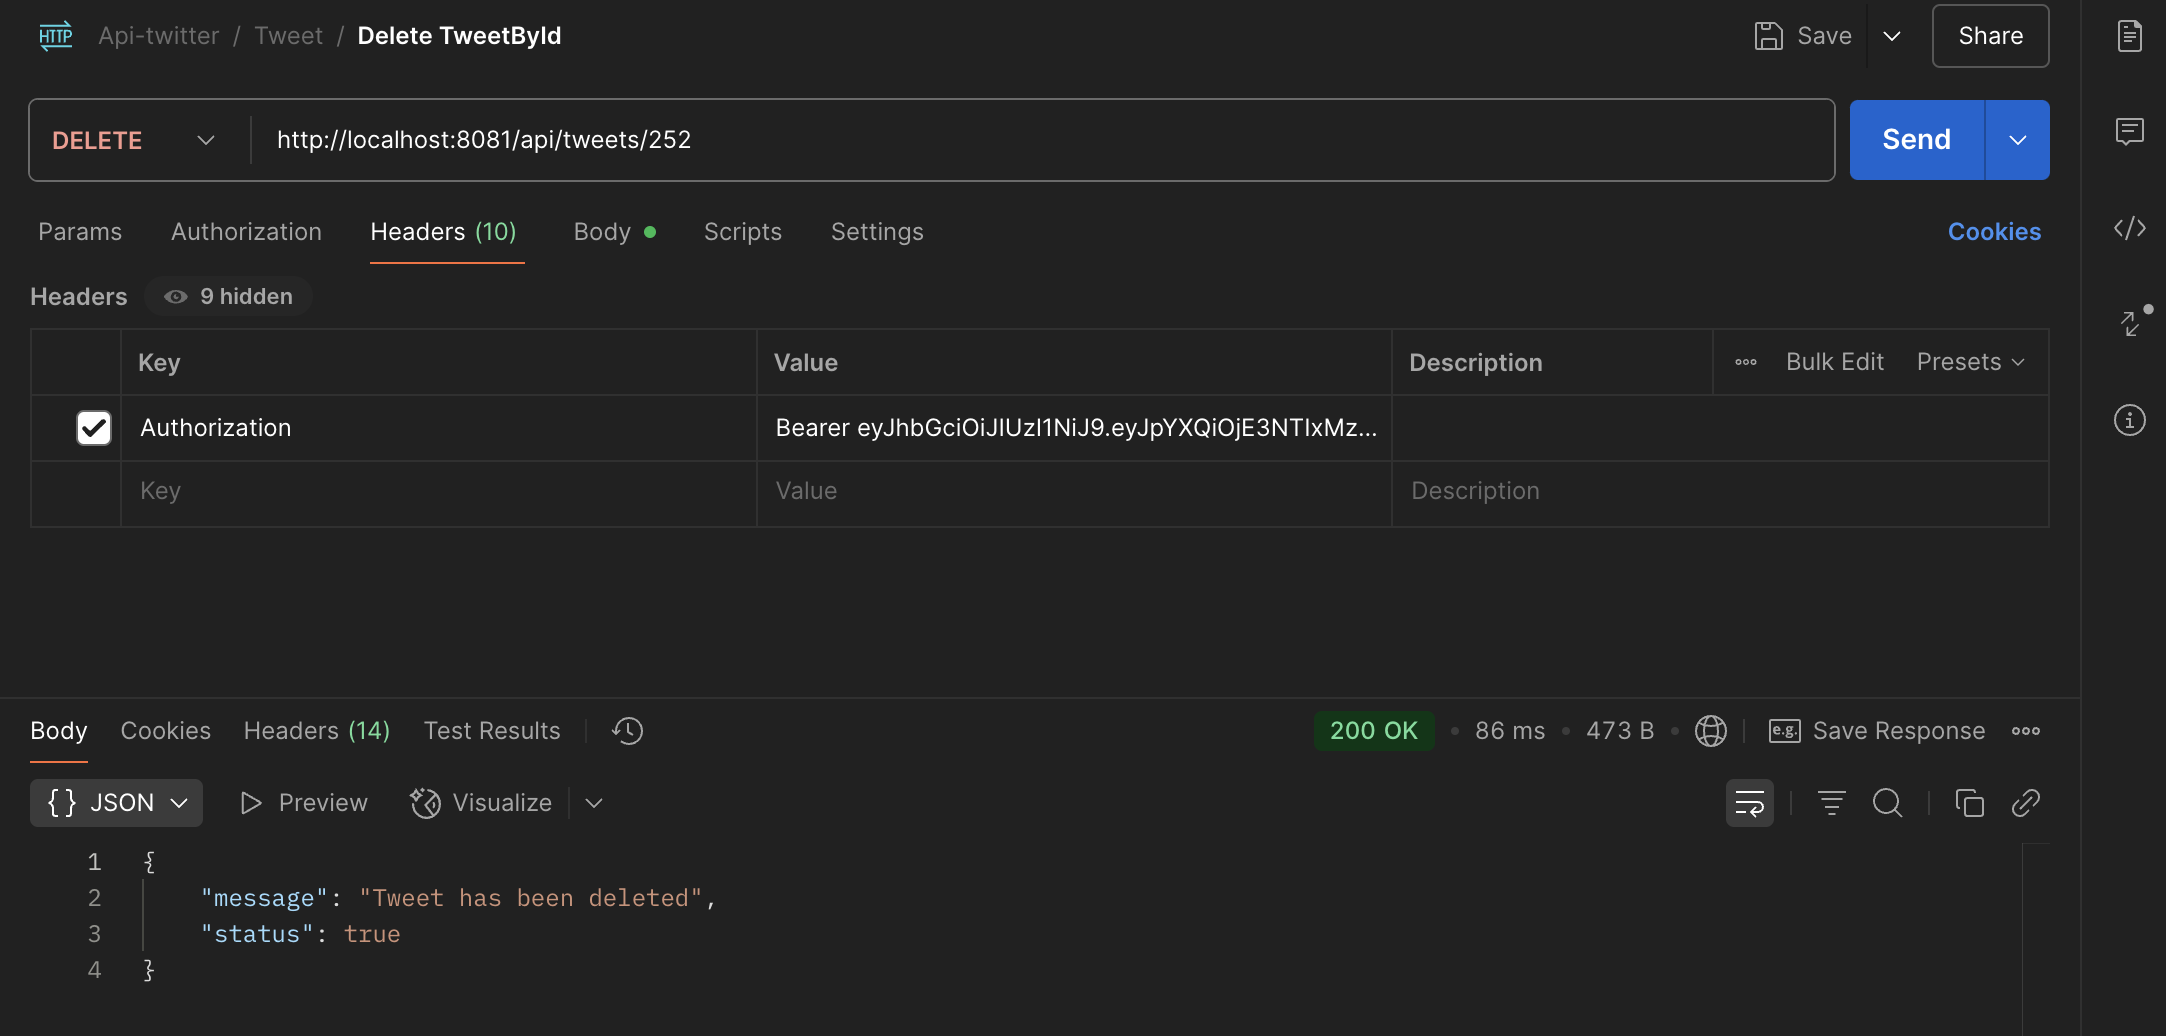 HTTP Api-twitter / Tweet / Delete TweetById Save Share
DELETE http://localhost:8081/api/tweets/252 Send
Params Authorization Headers (10) Body Scripts Settings Cookies
Headers 9 hidden
Key Value Description Bulk Edit Presets
Authorization Bearer eyJhbGciOiJIUzI1NiJ9.eyJpYXQiOjE3NTIxMz...
Key Value Description
Body Cookies Headers (14) Test Results 200 OK • 86 ms • 473 B • e.g. Save Response
{} JSON Preview Visualize
1 {
2 "message": "Tweet has been deleted",
3 "status": true
4 }